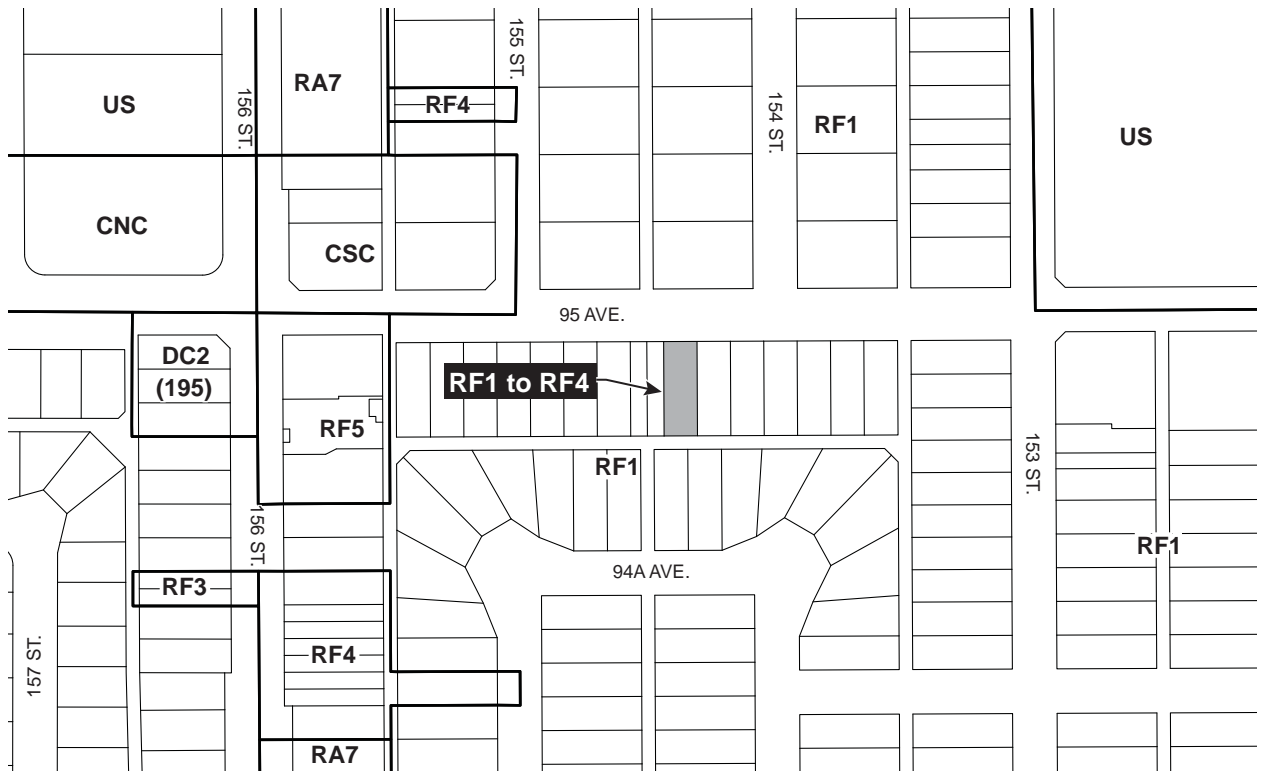 155 ST.
RA7
US
156 ST.
RF4
154 ST.
RF1
US
CNC
CSC
95 AVE.
DC2
(195)
RF1 to RF4
RF5
RF1
153 ST.
156 ST.
RF1
94A AVE.
RF3
157 ST.
RF4
RA7